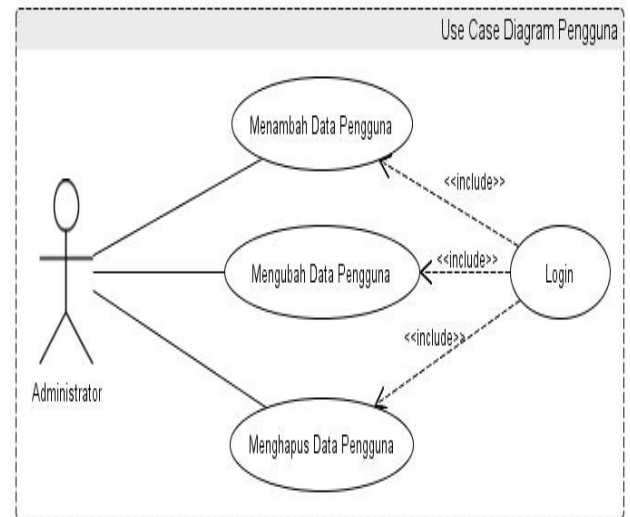 Use Case Diagram Pengguna
Menambah Data Pengguna
<<include>>
Mengubah Data Pengguna
<<include>>
Login
<<include>>
Administrator
Menghapus Data Pengguna